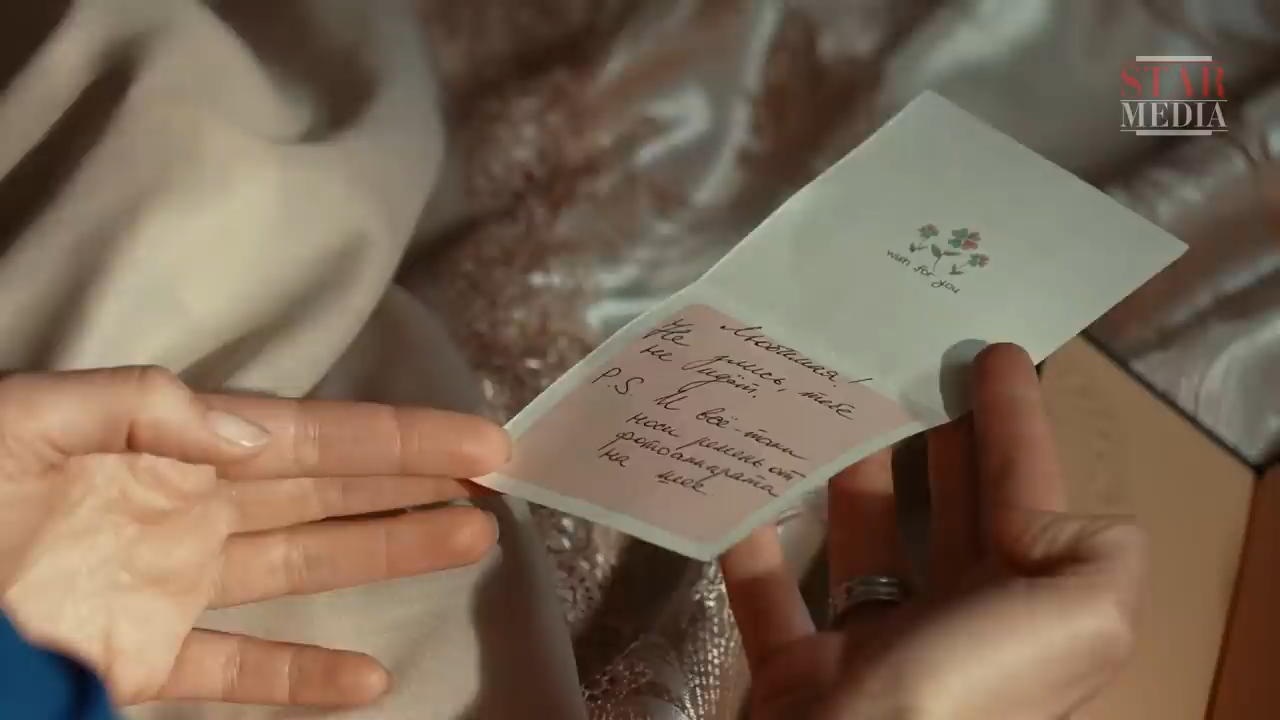 STAR
MEDIA
wish for you
Любимая!
Не злись, тебе
не идёт.
P.S. И всё-таки
носи ремень от
фотоаппарата
на шее